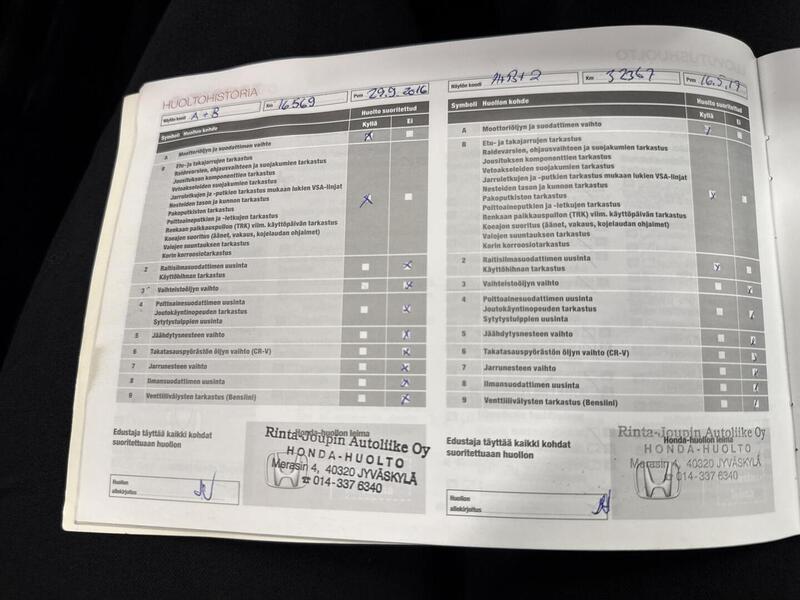 HUOLTOHISTORIA
Näytön koodi A+B Km 16.569 Pvm 29.9.2016
Symboli Huollon kohde Huolto suoritettu
Kyllä Ei
A Moottoriöljyn ja suodattimen vaihto
B Etu- ja takajarrujen tarkastus
Raidevarsien, ohjausvaihteen ja suojakumien tarkastus
Jousituksen komponenttien tarkastus
Vetoakseleiden suojakumien tarkastus
Jarruletkujen ja -putkien tarkastus mukaan lukien VSA-linjat
Nesteiden tason ja kunnon tarkastus
Pakoputkiston tarkastus
Polttoaineputkien ja -letkujen tarkastus
Renkaan paikkauspullon (TRK) viim. käyttöpäivän tarkastus
Koeajon suoritus (äänet, vakaus, kojelaudan ohjaimet)
Valojen suuntauksen tarkastus
Korin korroosiotarkastus
2 Raitisilmasuodattimen uusinta
Käyttöhihnan tarkastus
3 Vaihteistoöljyn vaihto
4 Polttoainesuodattimen uusinta
Joutokäyntinopeuden tarkastus
Sytytystulppien uusinta
5 Jäähdytysnesteen vaihto
6 Takatasauspyörästön öljyn vaihto (CR-V)
7 Jarrunesteen vaihto
8 Ilmansuodattimen uusinta
9 Venttiilivälysten tarkastus (Bensiini)
Edustaja täyttää kaikki kohdat
suoritettuaan huollon
Huollon
allekirjoitus
Honda-huollon leima
Rinta-Joupin Autoliike Oy
HONDA-HUOLTO
Merasin 4, 40320 JYVÄSKYLÄ
☎ 014-337 6340
Näytön koodi A+B+2 Km 32367 Pvm 16.5.17
Symboli Huollon kohde Huolto suoritettu
Kyllä Ei
A Moottoriöljyn ja suodattimen vaihto
B Etu- ja takajarrujen tarkastus
Raidevarsien, ohjausvaihteen ja suojakumien tarkastus
Jousituksen komponenttien tarkastus
Vetoakseleiden suojakumien tarkastus
Jarruletkujen ja -putkien tarkastus mukaan lukien VSA-linjat
Nesteiden tason ja kunnon tarkastus
Pakoputkiston tarkastus
Polttoaineputkien ja -letkujen tarkastus
Renkaan paikkauspullon (TRK) viim. käyttöpäivän tarkastus
Koeajon suoritus (äänet, vakaus, kojelaudan ohjaimet)
Valojen suuntauksen tarkastus
Korin korroosiotarkastus
2 Raitisilmasuodattimen uusinta
Käyttöhihnan tarkastus
3 Vaihteistoöljyn vaihto
4 Polttoainesuodattimen uusinta
Joutokäyntinopeuden tarkastus
Sytytystulppien uusinta
5 Jäähdytysnesteen vaihto
6 Takatasauspyörästön öljyn vaihto (CR-V)
7 Jarrunesteen vaihto
8 Ilmansuodattimen uusinta
9 Venttiilivälysten tarkastus (Bensiini)
Edustaja täyttää kaikki kohdat
suoritettuaan huollon
Huollon
allekirjoitus
Rinta-Joupin Autoliike Oy
Honda-huollon leima
HONDA-HUOLTO
Merasin 4, 40320 JYVÄSKYLÄ
☎ 014-337 6340